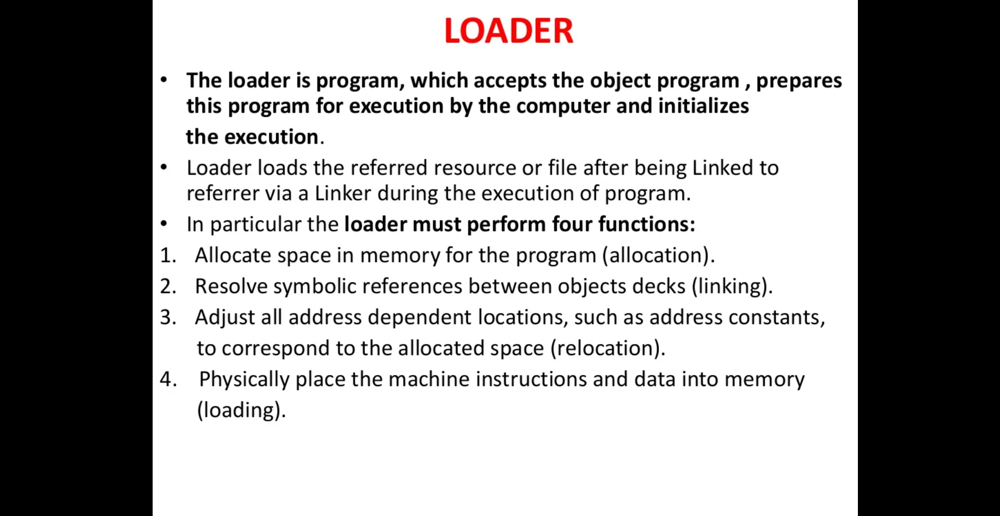 LOADER
• The loader is program, which accepts the object program , prepares
this program for execution by the computer and initializes
the execution.
• Loader loads the referred resource or file after being Linked to
referrer via a Linker during the execution of program.
• In particular the loader must perform four functions:
1. Allocate space in memory for the program (allocation).
2. Resolve symbolic references between objects decks (linking).
3. Adjust all address dependent locations, such as address constants,
to correspond to the allocated space (relocation).
4. Physically place the machine instructions and data into memory
(loading).